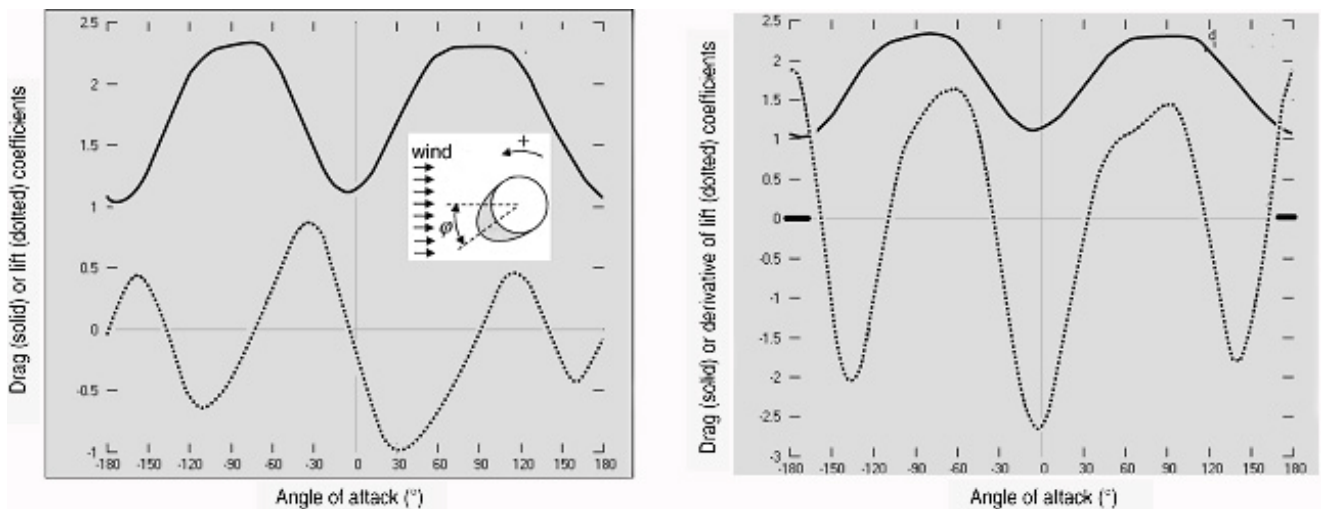 Drag (solid) or lift (dotted) coefficients
2.5
2
1.5
1
0.5
0
-0.5
-1
-180 -150 -120 -90 -60 -30 0 30 60 90 120 150 180
Angle of attack (°)
wind
+
φ
Drag (solid) or derivative of lift (dotted) coefficients
2.5
2
1.5
1
0.5
0
-0.5
-1
-1.5
-2
-2.5
-3
-180 -150 -120 -90 -60 -30 0 30 60 90 120 150 180
Angle of attack (°)
d